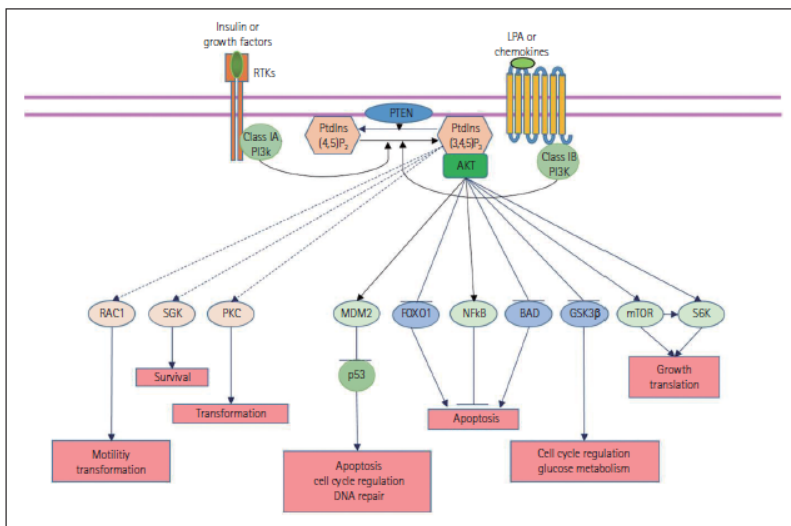 Insulin or
growth factors
RTKs
LPA or
chemokines
PTEN
PtdIns
(4,5)P2
PtdIns
(3,4,5)P3
Class IA
PI3k
Class IB
PI3K
AKT
RAC1
SGK
PKC
MDM2
FOXO1
NFkB
BAD
GSK3β
mTOR
S6K
p53
Survival
Transformation
Motilitiy
transformation
Apoptosis
cell cycle regulation
DNA repair
Apoptosis
Cell cycle regulation
glucose metabolism
Growth
translation